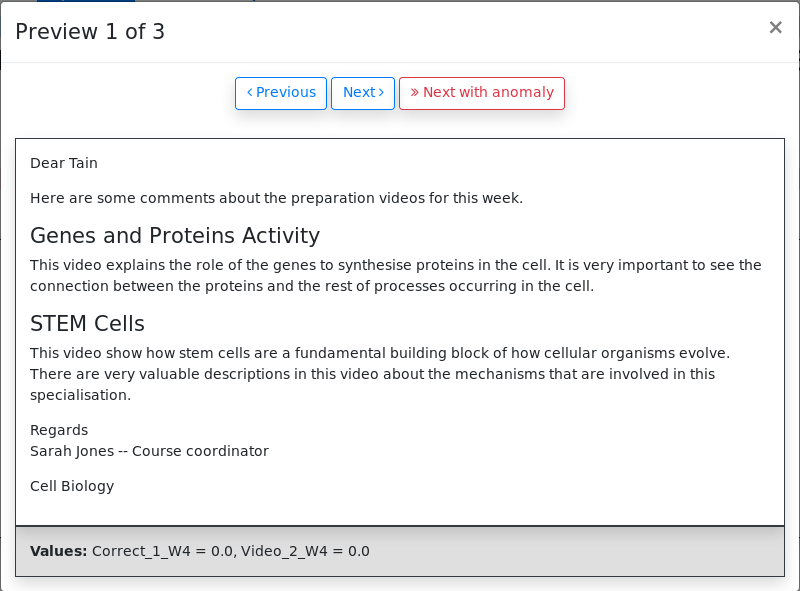 Preview 1 of 3
×
‹ Previous
Next ›
» Next with anomaly
Dear Tain
Here are some comments about the preparation videos for this week.
Genes and Proteins Activity
This video explains the role of the genes to synthesise proteins in the cell. It is very important to see the
connection between the proteins and the rest of processes occurring in the cell.
STEM Cells
This video show how stem cells are a fundamental building block of how cellular organisms evolve.
There are very valuable descriptions in this video about the mechanisms that are involved in this
specialisation.
Regards
Sarah Jones -- Course coordinator
Cell Biology
Values: Correct_1_W4 = 0.0, Video_2_W4 = 0.0